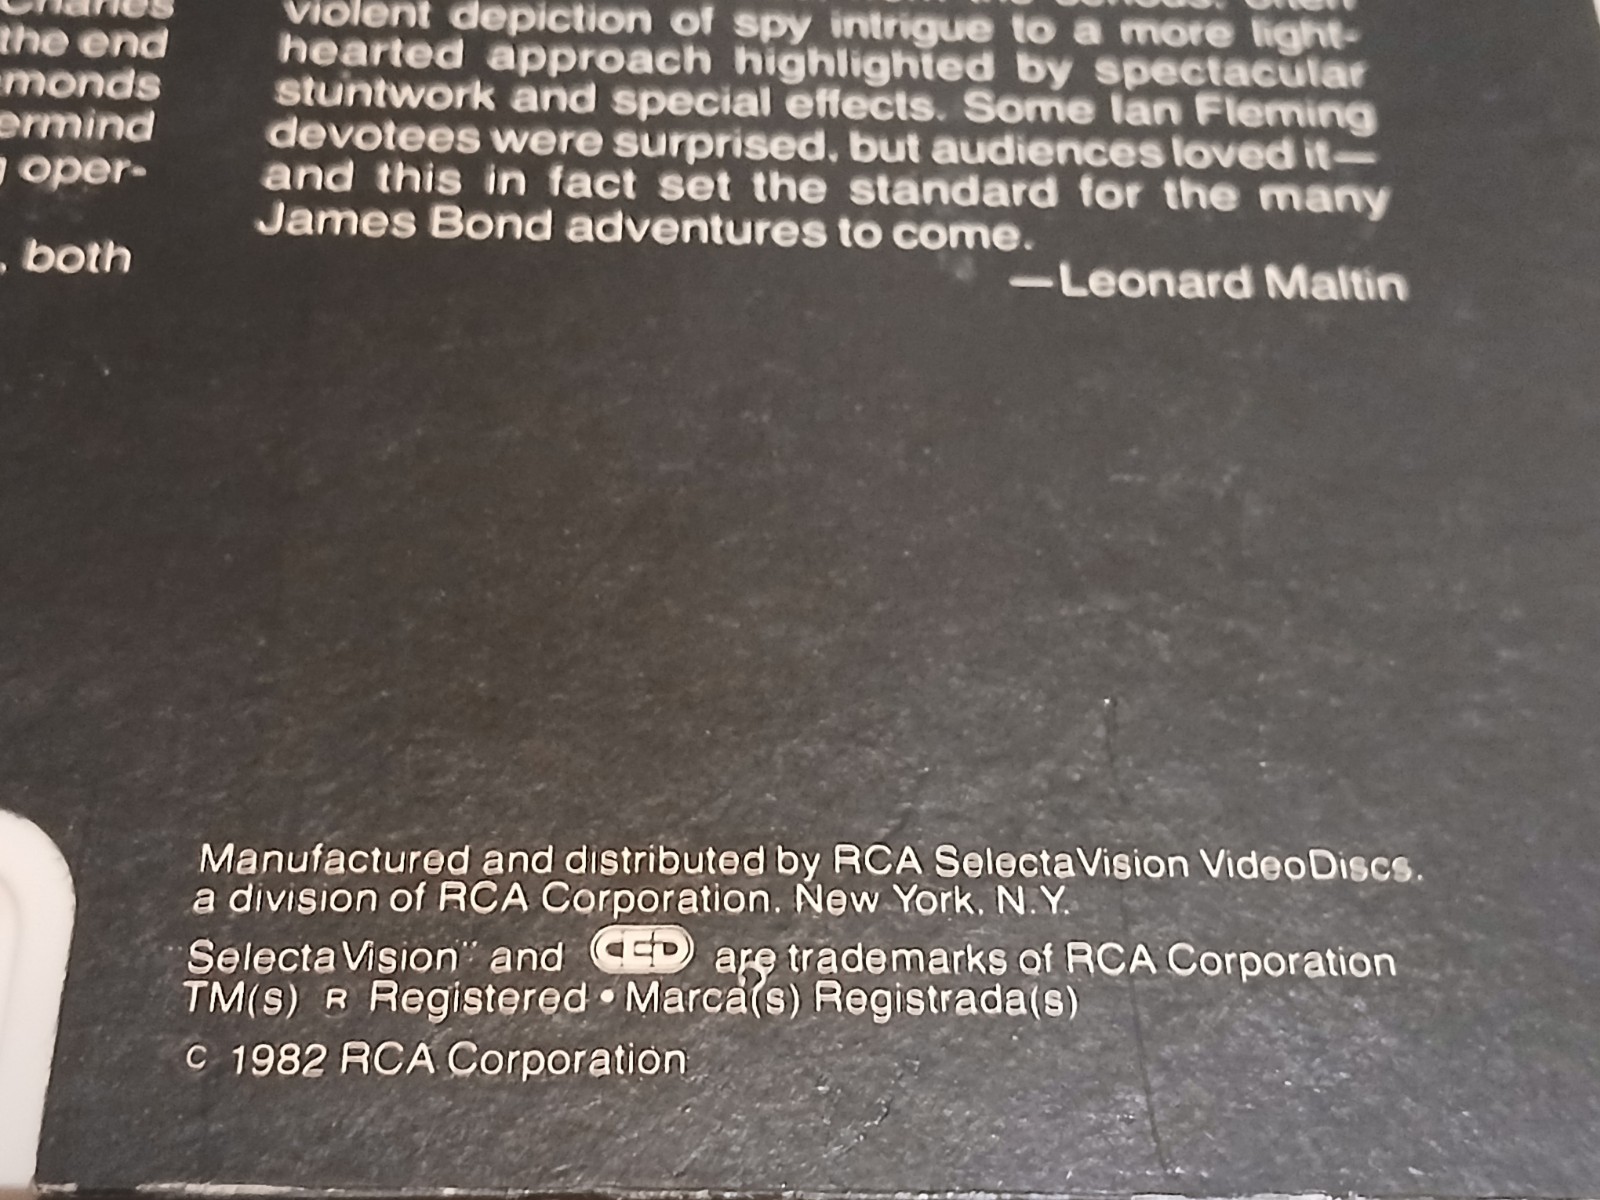 Charles
the end
monds
ermind
oper-
, both
violent depiction of spy intrigue to a more light-
hearted approach highlighted by spectacular
stuntwork and special effects. Some Ian Fleming
devotees were surprised, but audiences loved it—
and this in fact set the standard for the many
James Bond adventures to come.
—Leonard Maltin
Manufactured and distributed by RCA SelectaVision VideoDiscs,
a division of RCA Corporation, New York, N.Y.
SelectaVision™ and CED are trademarks of RCA Corporation
TM(s) R Registered • Marca(s) Registrada(s)
C 1982 RCA Corporation